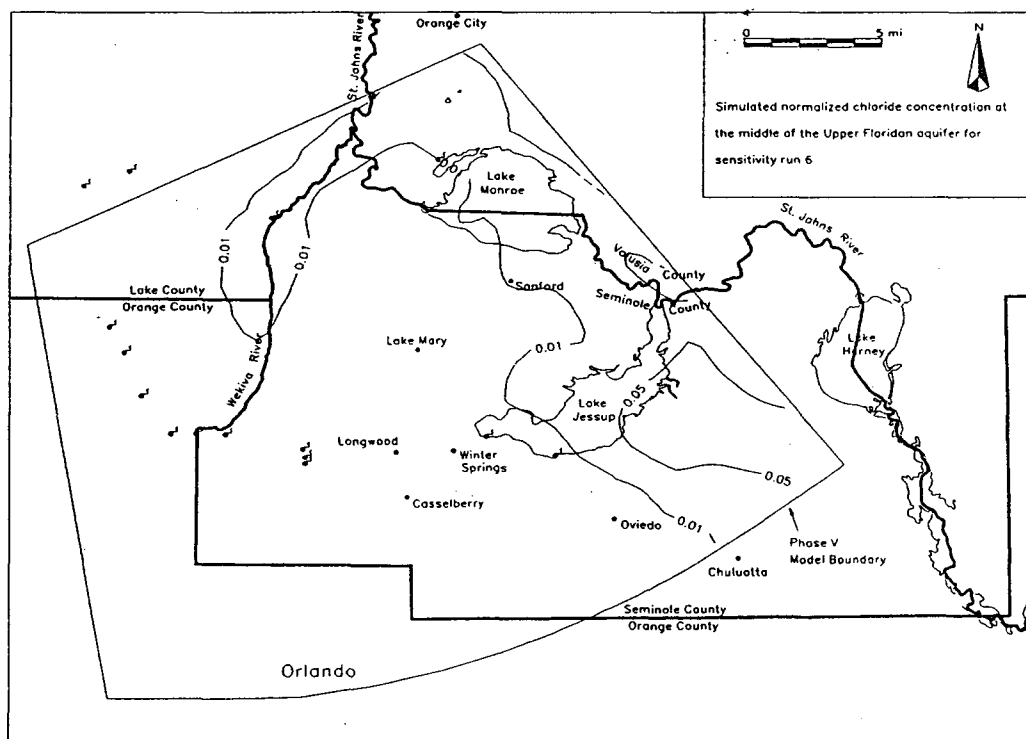 Orange City
St. Johns River
0 5 mi
N
Simulated normalized chloride concentration at
the middle of the Upper Floridan aquifer for
sensitivity run 6
Lake
Monroe
St. Johns River
0.01
0.01
Volusia County
Seminole County
Sanford
Lake County
Orange County
Lake Mary
0.01
Lake
Harney
Wekiva River
0.05
Lake
Jessup
Longwood
Winter
Springs
0.05
Casselberry
0.01
Oviedo
Phase V
Model Boundary
Chuluotta
Seminole County
Orange County
Orlando